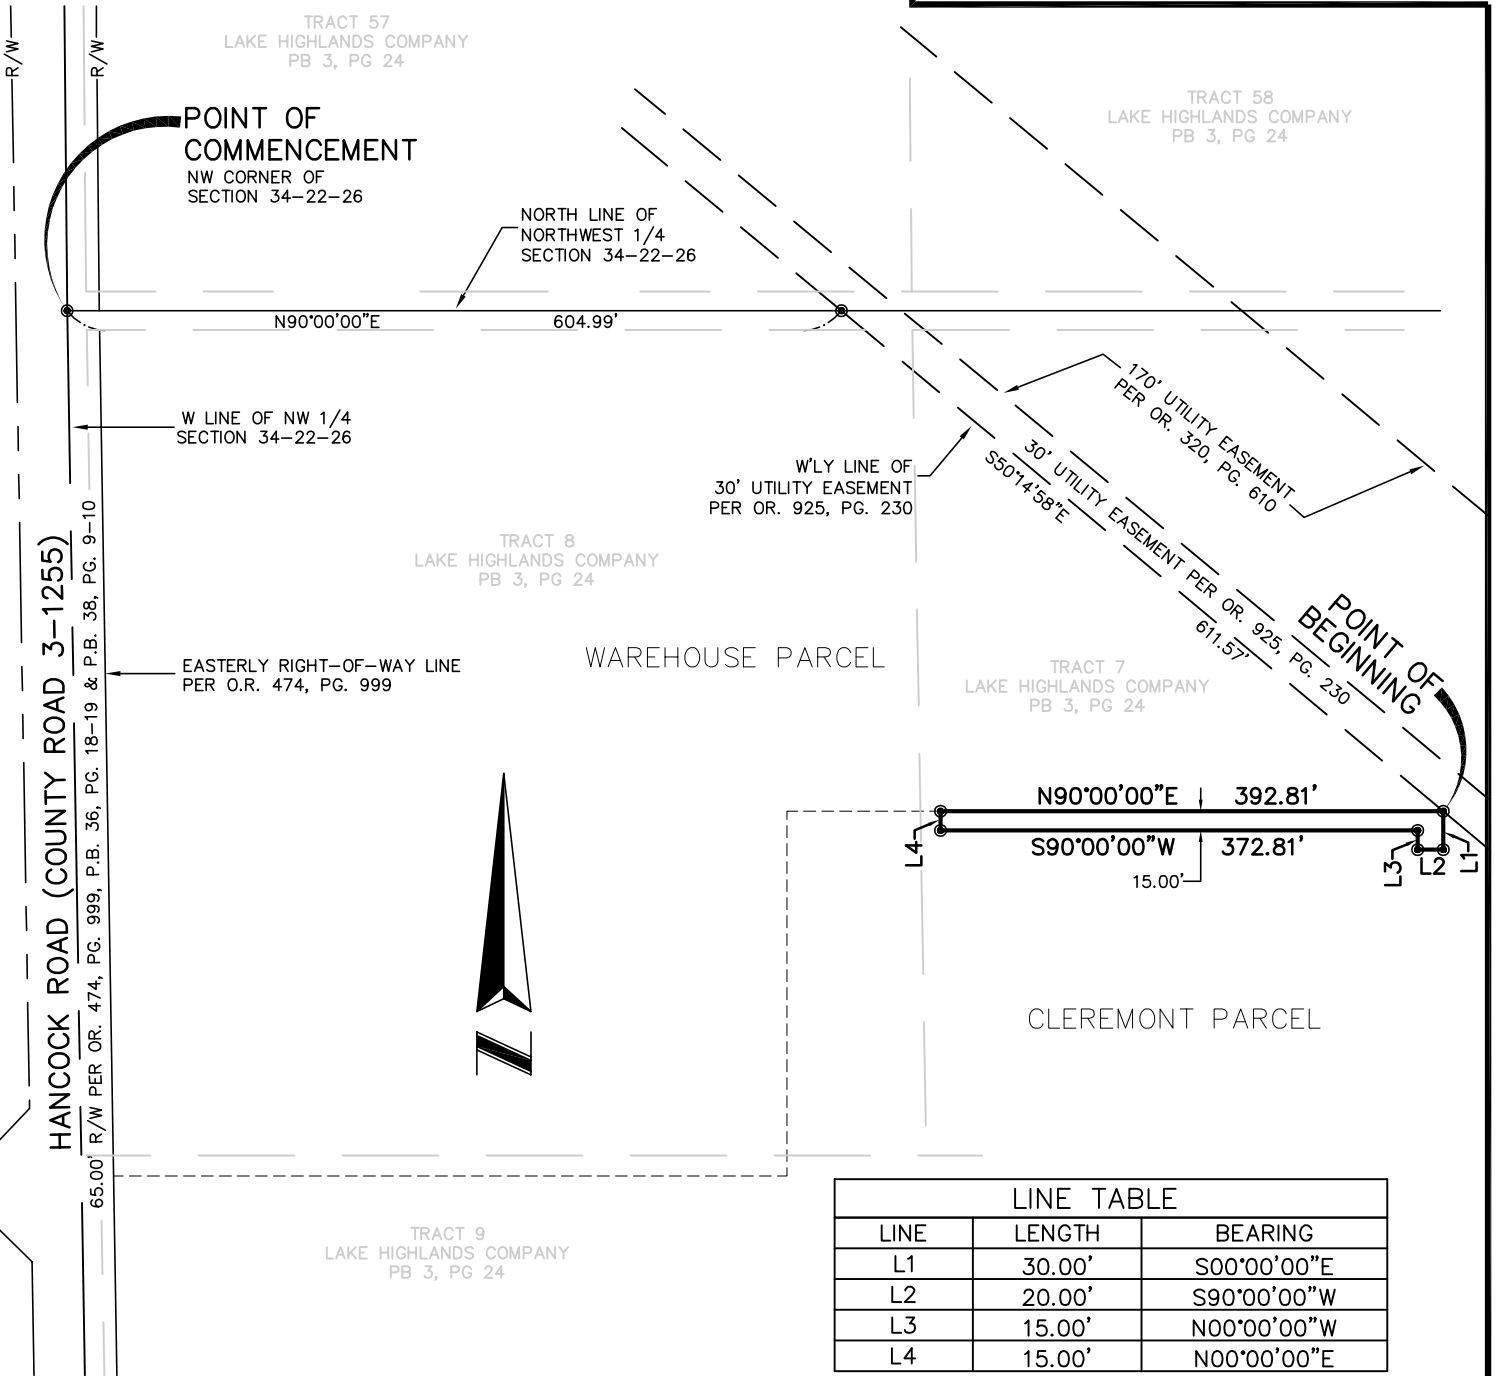 R/W
R/W
TRACT 57
LAKE HIGHLANDS COMPANY
PB 3, PG 24
TRACT 58
LAKE HIGHLANDS COMPANY
PB 3, PG 24
POINT OF
COMMENCEMENT
NW CORNER OF
SECTION 34-22-26
NORTH LINE OF
NORTHWEST 1/4
SECTION 34-22-26
N90°00'00"E
604.99'
W LINE OF NW 1/4
SECTION 34-22-26
170' UTILITY EASEMENT
PER OR. 320, PG. 610
W'LY LINE OF
30' UTILITY EASEMENT
PER OR. 925, PG. 230
30' UTILITY EASEMENT PER OR. 925, PG. 230
S50°14'58"E
611.57'
TRACT 8
LAKE HIGHLANDS COMPANY
PB 3, PG 24
HANCOCK ROAD (COUNTY ROAD 3-1255)
65.00' R/W PER OR. 474, PG. 999, P.B. 36, PG. 18-19 & P.B. 38, PG. 9-10
EASTERLY RIGHT-OF-WAY LINE
PER O.R. 474, PG. 999
WAREHOUSE PARCEL
TRACT 7
LAKE HIGHLANDS COMPANY
PB 3, PG 24
POINT OF
BEGINNING
N90°00'00"E
392.81'
S90°00'00"W
372.81'
15.00'
L4
L3
L2
L1
N
CLEREMONT PARCEL
TRACT 9
LAKE HIGHLANDS COMPANY
PB 3, PG 24
LINE TABLE
LINE LENGTH BEARING
L1 30.00' S00°00'00"E
L2 20.00' S90°00'00"W
L3 15.00' N00°00'00"W
L4 15.00' N00°00'00"E